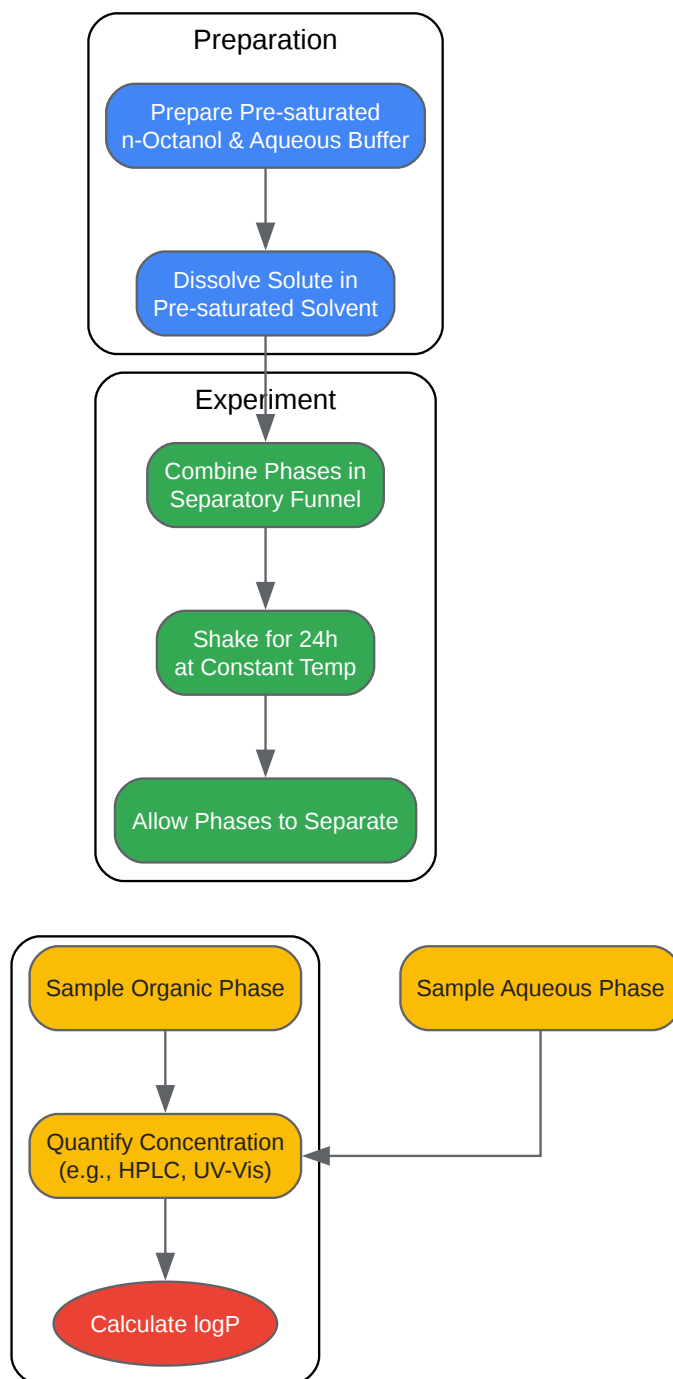 Preparation
Prepare Pre-saturated
n-Octanol & Aqueous Buffer
Dissolve Solute in
Pre-saturated Solvent
Experiment
Combine Phases in
Separatory Funnel
Shake for 24h
at Constant Temp
Allow Phases to Separate
Sample Organic Phase
Sample Aqueous Phase
Quantify Concentration
(e.g., HPLC, UV-Vis)
Calculate logP